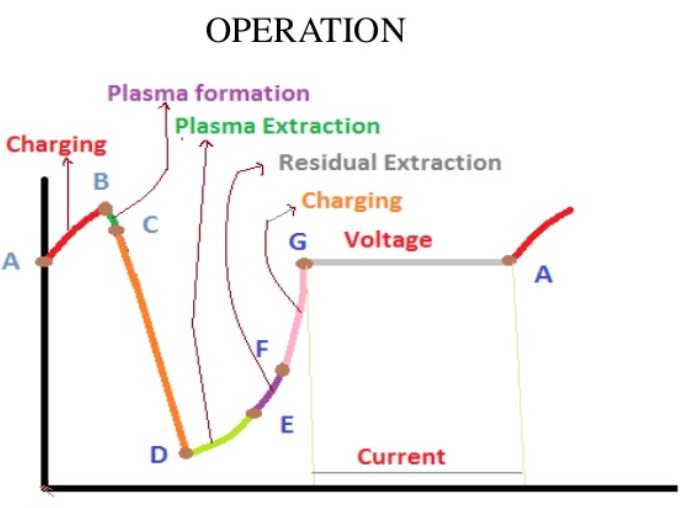 OPERATION
Plasma formation
Plasma Extraction
Charging
Residual Extraction
B
Charging
C
G
Voltage
A
A
F
E
D
Current